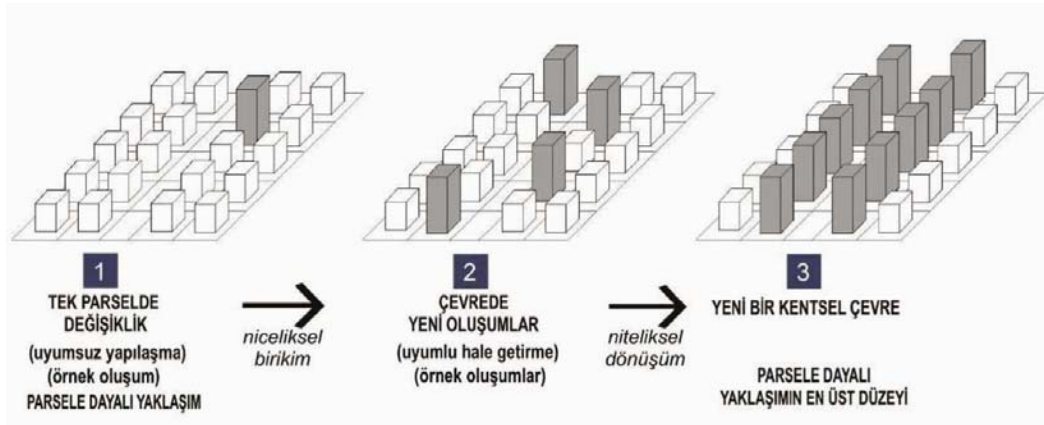 1
TEK PARSELDE
DEĞİŞİKLİK
(uyumsuz yapılaşma)
(örnek oluşum)
PARSELE DAYALI YAKLAŞIM
niceliksel
birikim
2
ÇEVREDE
YENİ OLUŞUMLAR
(uyumlu hale getirme)
(örnek oluşumlar)
niteliksel
dönüşüm
3
YENİ BİR KENTSEL ÇEVRE
PARSELE DAYALI
YAKLAŞIMIN EN ÜST DÜZEYİ